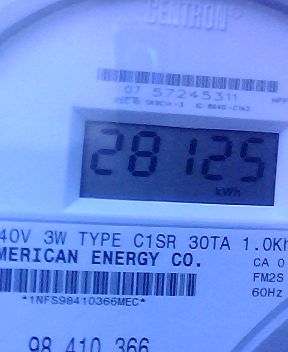 CENTRON
07 57245311
28125
kWh
40V 3W TYPE C1SR 30TA 1.0Kh
MERICAN ENERGY CO.
CA 0
FM2S
60Hz
*1NFS98410366MEC*
98 410 366